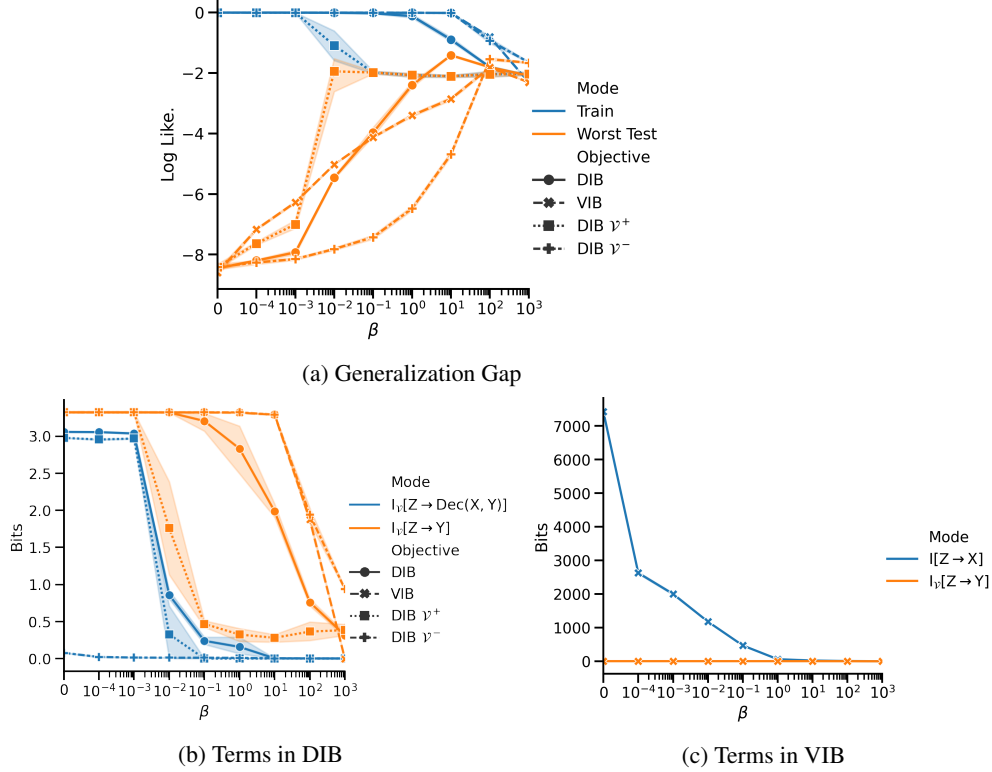 0
−2
−4
−6
−8
Log Like.
0 10⁻⁴ 10⁻³ 10⁻² 10⁻¹ 10⁰ 10¹ 10² 10³
β
Mode
Train
Worst Test
Objective
DIB
VIB
DIB 𝒱⁺
DIB 𝒱⁻
(a) Generalization Gap
3.0
2.5
2.0
1.5
1.0
0.5
0.0
Bits
0 10⁻⁴ 10⁻³ 10⁻² 10⁻¹ 10⁰ 10¹ 10² 10³
β
Mode
I𝒱[Z→Dec(X, Y)]
I𝒱[Z→Y]
Objective
DIB
VIB
DIB 𝒱⁺
DIB 𝒱⁻
(b) Terms in DIB
7000
6000
5000
4000
3000
2000
1000
0
Bits
0 10⁻⁴ 10⁻³ 10⁻² 10⁻¹ 10⁰ 10¹ 10² 10³
β
Mode
I[Z→X]
I𝒱[Z→Y]
(c) Terms in VIB